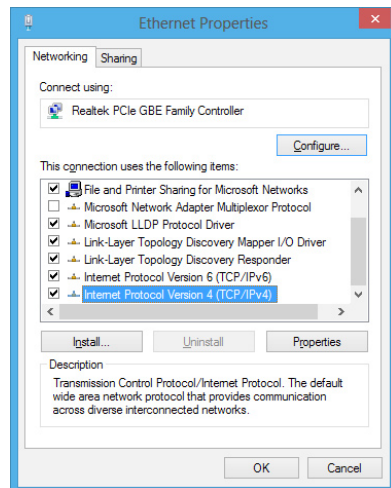 Ethernet Properties
Networking
Sharing
Connect using:
Realtek PCIe GBE Family Controller
Configure...
This connection uses the following items:
File and Printer Sharing for Microsoft Networks
Microsoft Network Adapter Multiplexor Protocol
Microsoft LLDP Protocol Driver
Link-Layer Topology Discovery Mapper I/O Driver
Link-Layer Topology Discovery Responder
Internet Protocol Version 6 (TCP/IPv6)
Internet Protocol Version 4 (TCP/IPv4)
Install...
Uninstall
Properties
Description
Transmission Control Protocol/Internet Protocol. The default
wide area network protocol that provides communication
across diverse interconnected networks.
OK
Cancel